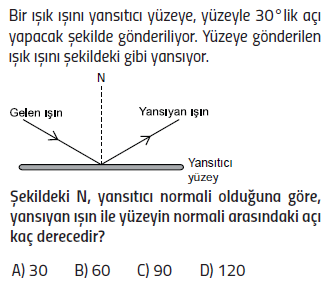 Bir ışık ışını yansıtıcı yüzeye, yüzeyle 30°lik açı
yapacak şekilde gönderiliyor. Yüzeye gönderilen
ışık ışını şekildeki gibi yansıyor.
N
Gelen ışın
Yansıyan ışın
Yansıtıcı
yüzey
Şekildeki N, yansıtıcı normali olduğuna göre,
yansıyan ışın ile yüzeyin normali arasındaki açı
kaç derecedir?
A) 30 B) 60 C) 90 D) 120